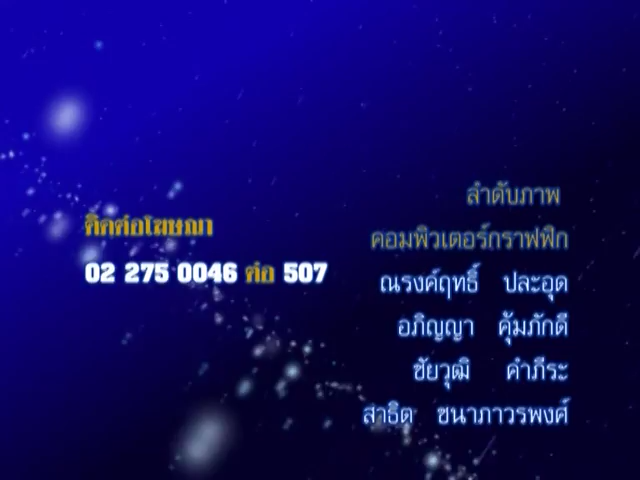 ติดต่อโฆษณา
02 275 0046 ต่อ 507
ลำดับภาพ
คอมพิวเตอร์กราฟฟิก
ณรงค์ฤทธิ์ ปละอุด
อภิญญา คุ้มภักดี
ชัยวุฒิ คำภีระ
สาธิต ชนาภาวรพงศ์